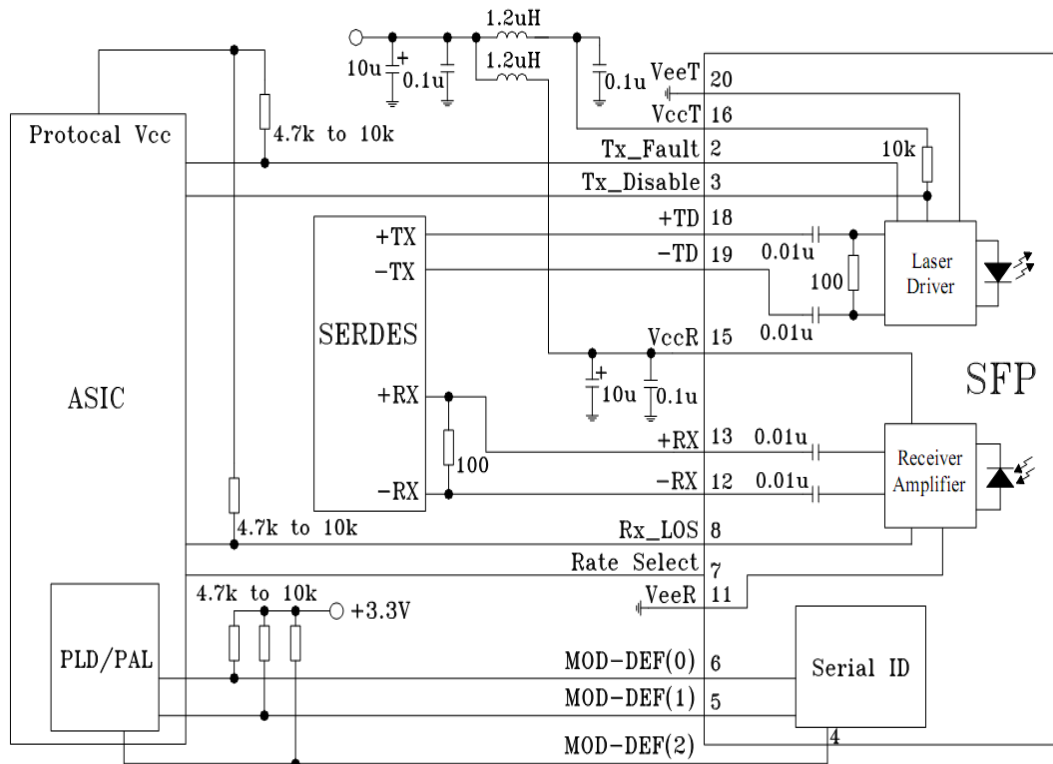 1.2uH
1.2uH
10u
+
0.1u
0.1u
VeeT 20
VccT 16
Protocal Vcc
4.7k to 10k
Tx_Fault 2
10k
Tx_Disable 3
+TD 18
+TX
0.01u
-TD 19
-TX
100
Laser
Driver
SERDES
0.01u
VccR 15
SFP
ASIC
+
10u
0.1u
+RX
+RX 13
0.01u
100
Receiver
Amplifier
-RX
-RX 12
0.01u
4.7k to 10k
Rx_LOS 8
Rate Select 7
4.7k to 10k
VeeR 11
+3.3V
PLD/PAL
MOD-DEF(0) 6
Serial ID
MOD-DEF(1) 5
MOD-DEF(2) 4